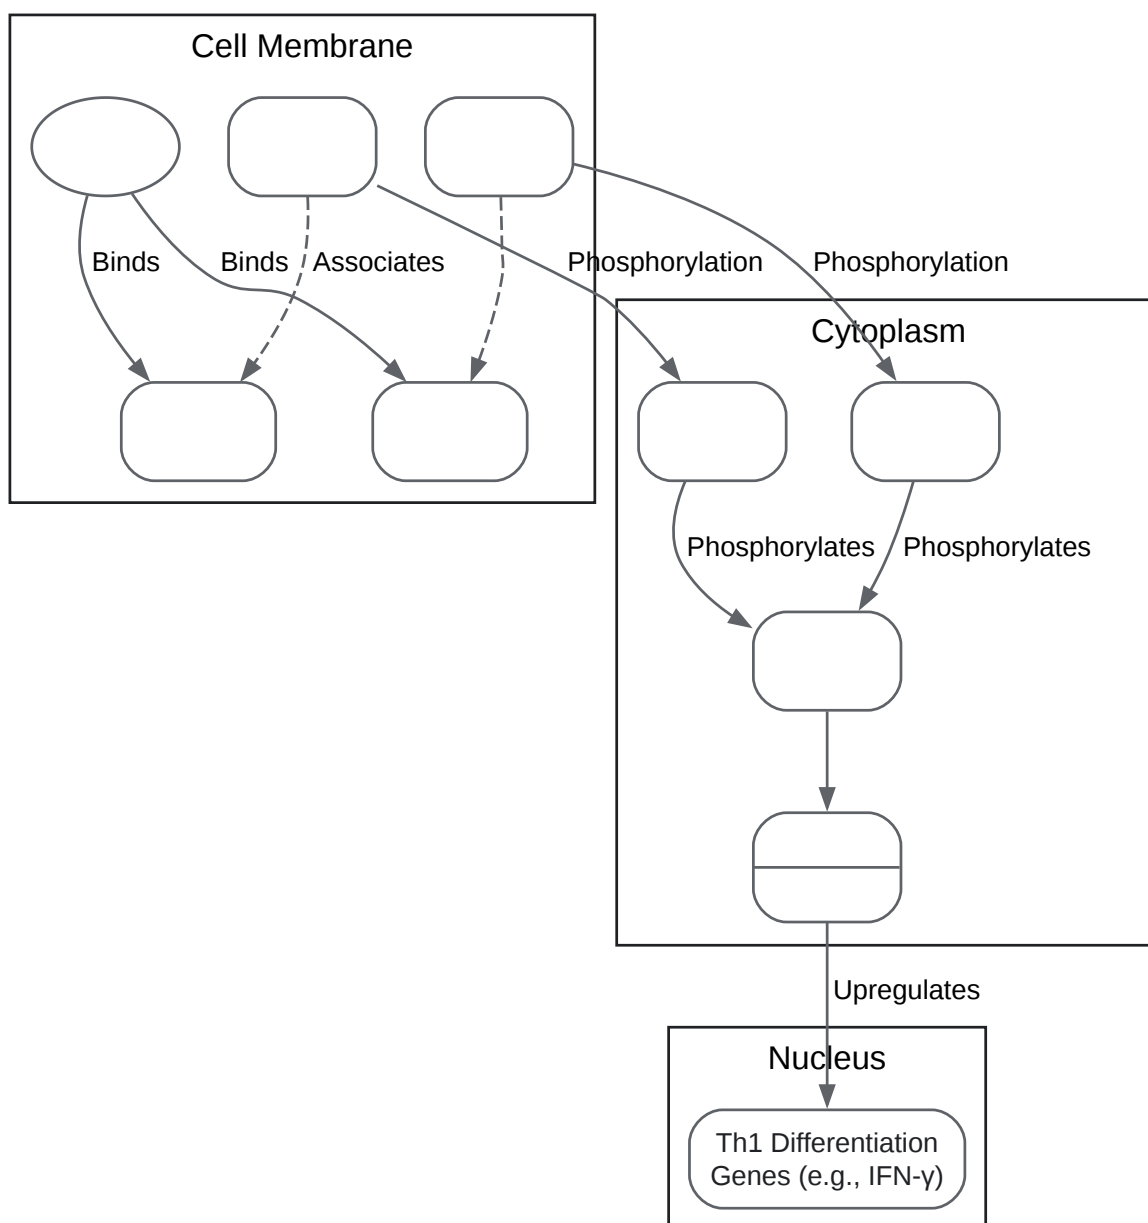 Cell Membrane
Binds
Binds
Associates
Phosphorylation
Phosphorylation
Cytoplasm
Phosphorylates
Phosphorylates
Upregulates
Nucleus
Th1 Differentiation
Genes (e.g., IFN-γ)